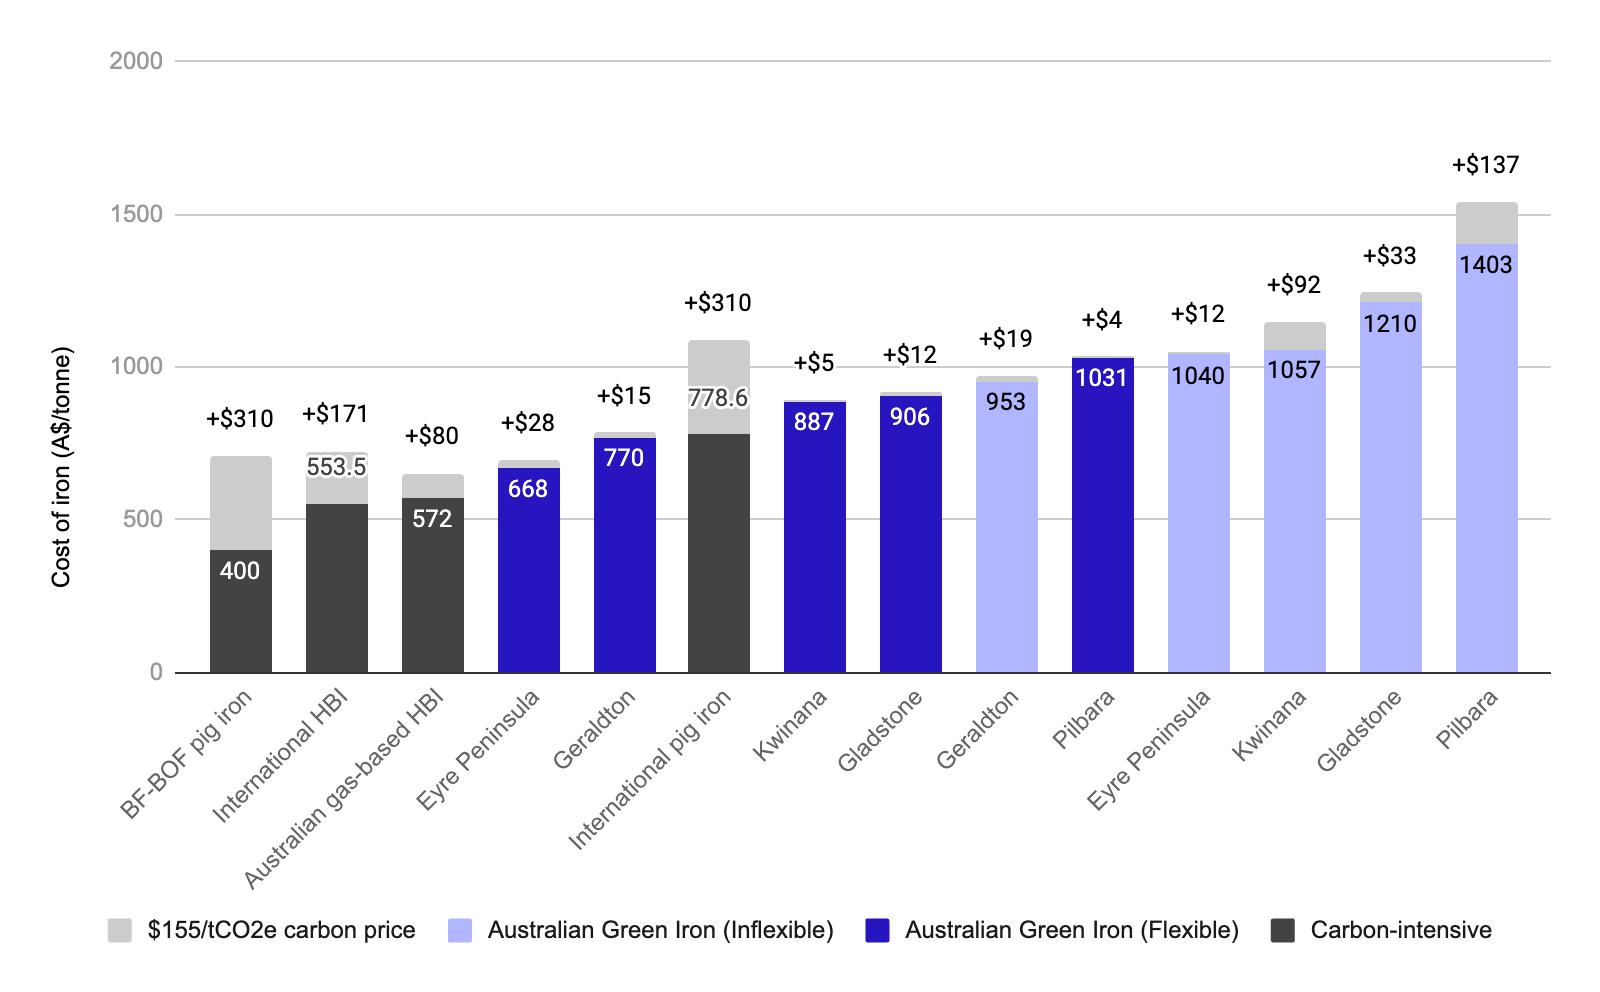 Cost of iron (A$/tonne)
2000
1500
1000
500
0
+$310
400
+$171
553.5
+$80
572
+$28
668
+$15
770
+$310
778.6
+$5
887
+$12
906
+$19
953
+$4
1031
+$12
1040
+$92
1057
+$33
1210
+$137
1403
BF-BOF pig iron
International HBI
Australian gas-based HBI
Eyre Peninsula
Geraldton
International pig iron
Kwinana
Gladstone
Geraldton
Pilbara
Eyre Peninsula
Kwinana
Gladstone
Pilbara
$155/tCO2e carbon price
Australian Green Iron (Inflexible)
Australian Green Iron (Flexible)
Carbon-intensive